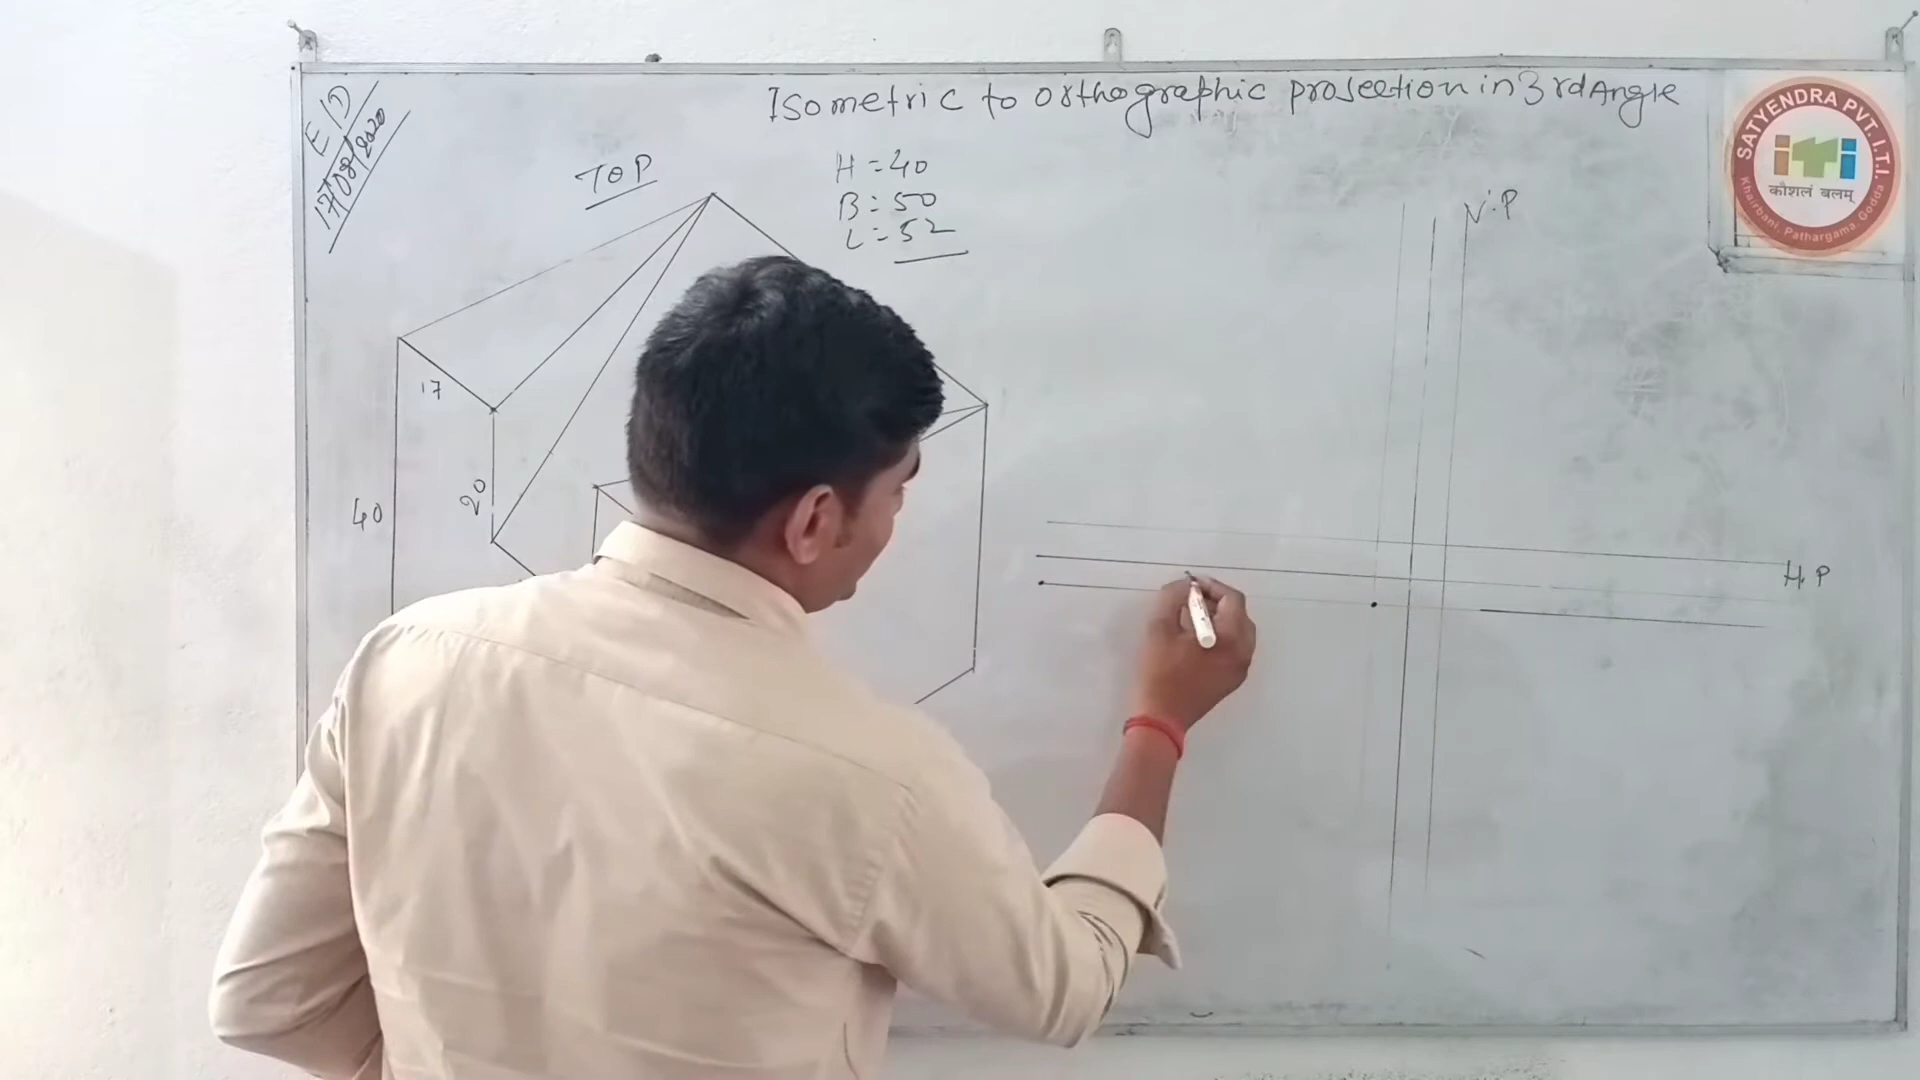 Isometric to orthographic projection in 3rd Angle
E/D
17/08/2020
TOP
H = 40
B = 50
L = 52
V.P
17
40
20
H.P
SATYENDRA PVT. I.T.I.
iTi
कौशलं बलम्
Khairbani, Pathargama, Godda